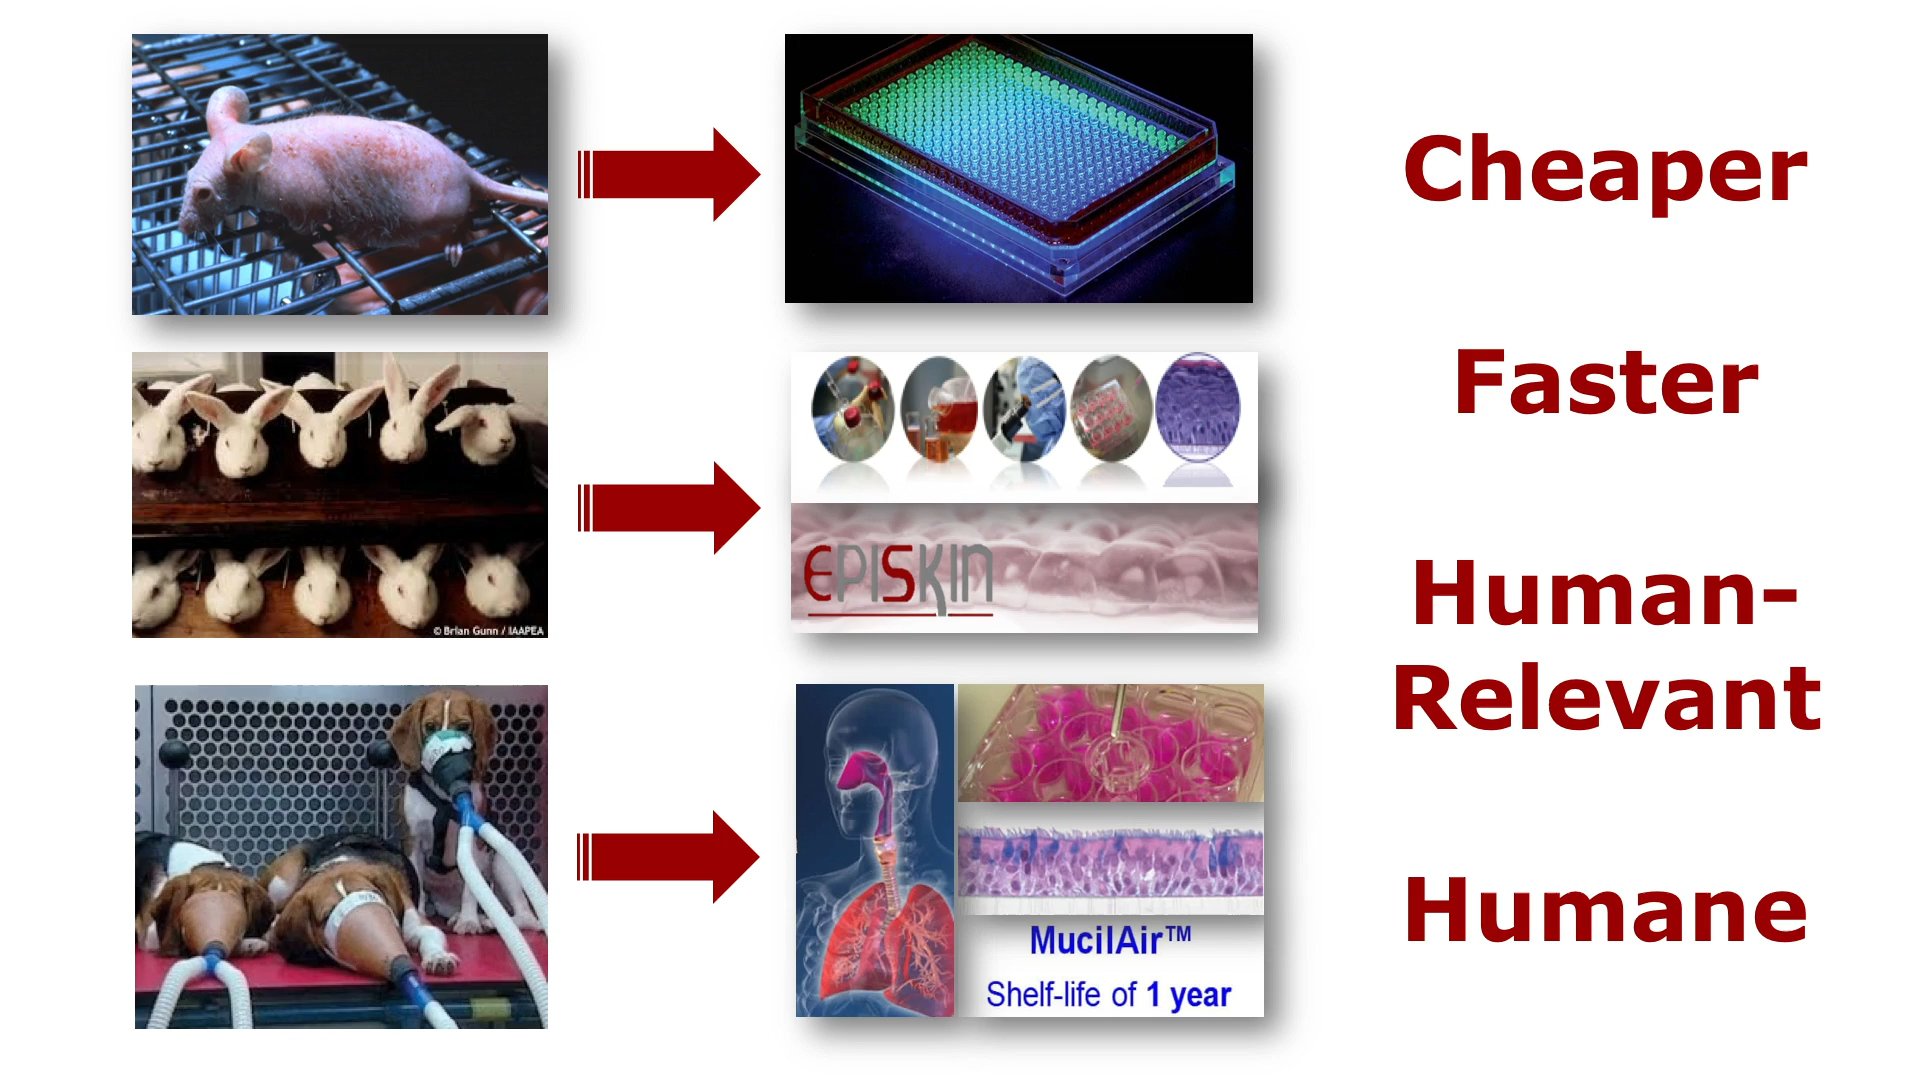 Cheaper
Faster
© Brian Gunn / IAAPEA
EPISKIN
Human-
Relevant
MucilAir™
Shelf-life of 1 year
Humane